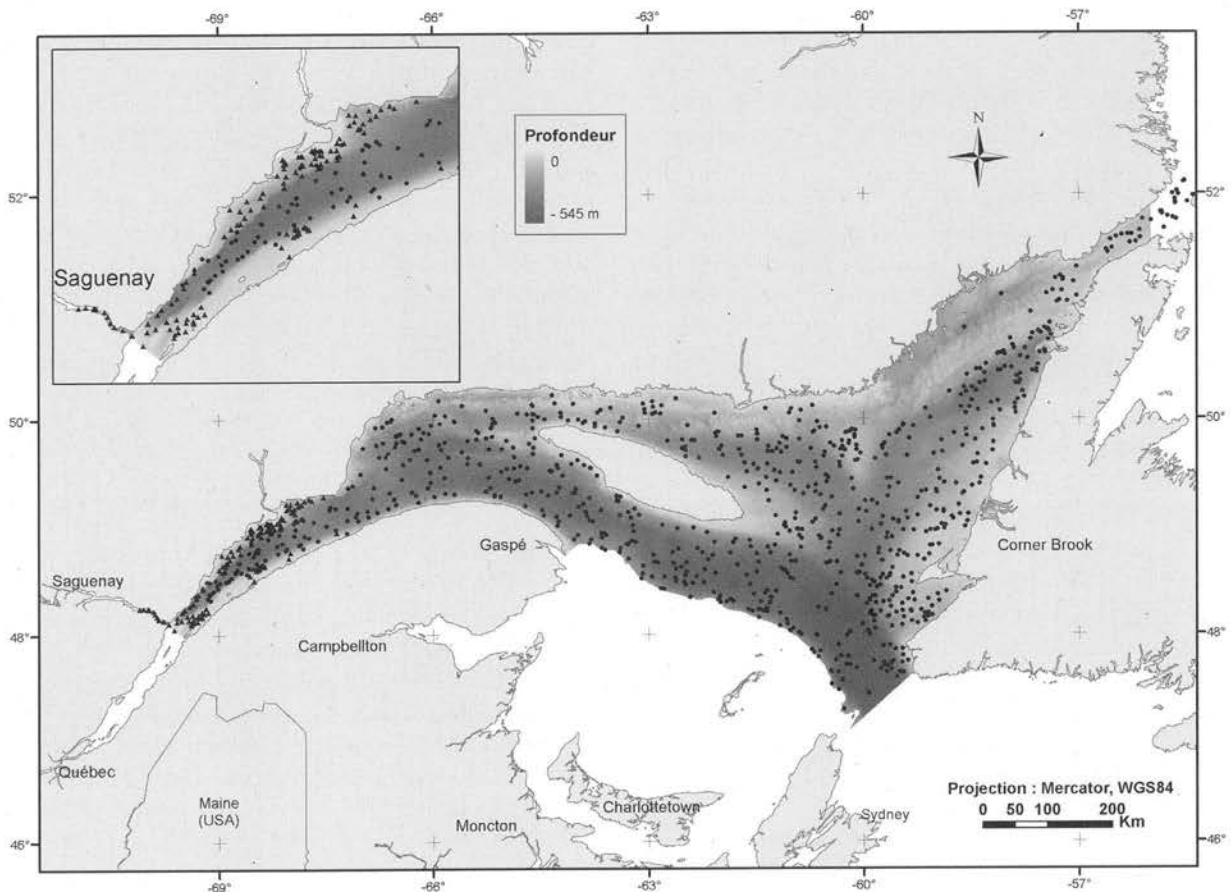 -69°
-66°
-63°
-60°
-57°
N
Profondeur
0
- 545 m
52°
52°
Saguenay
50°
50°
Gaspé
Corner Brook
Saguenay
48°
48°
Campbellton
Québec
Maine
(USA)
Projection : Mercator, WGS84
0 50 100 200
Km
Charlottetown
Sydney
Moncton
46°
46°
-69°
-66°
-63°
-60°
-57°